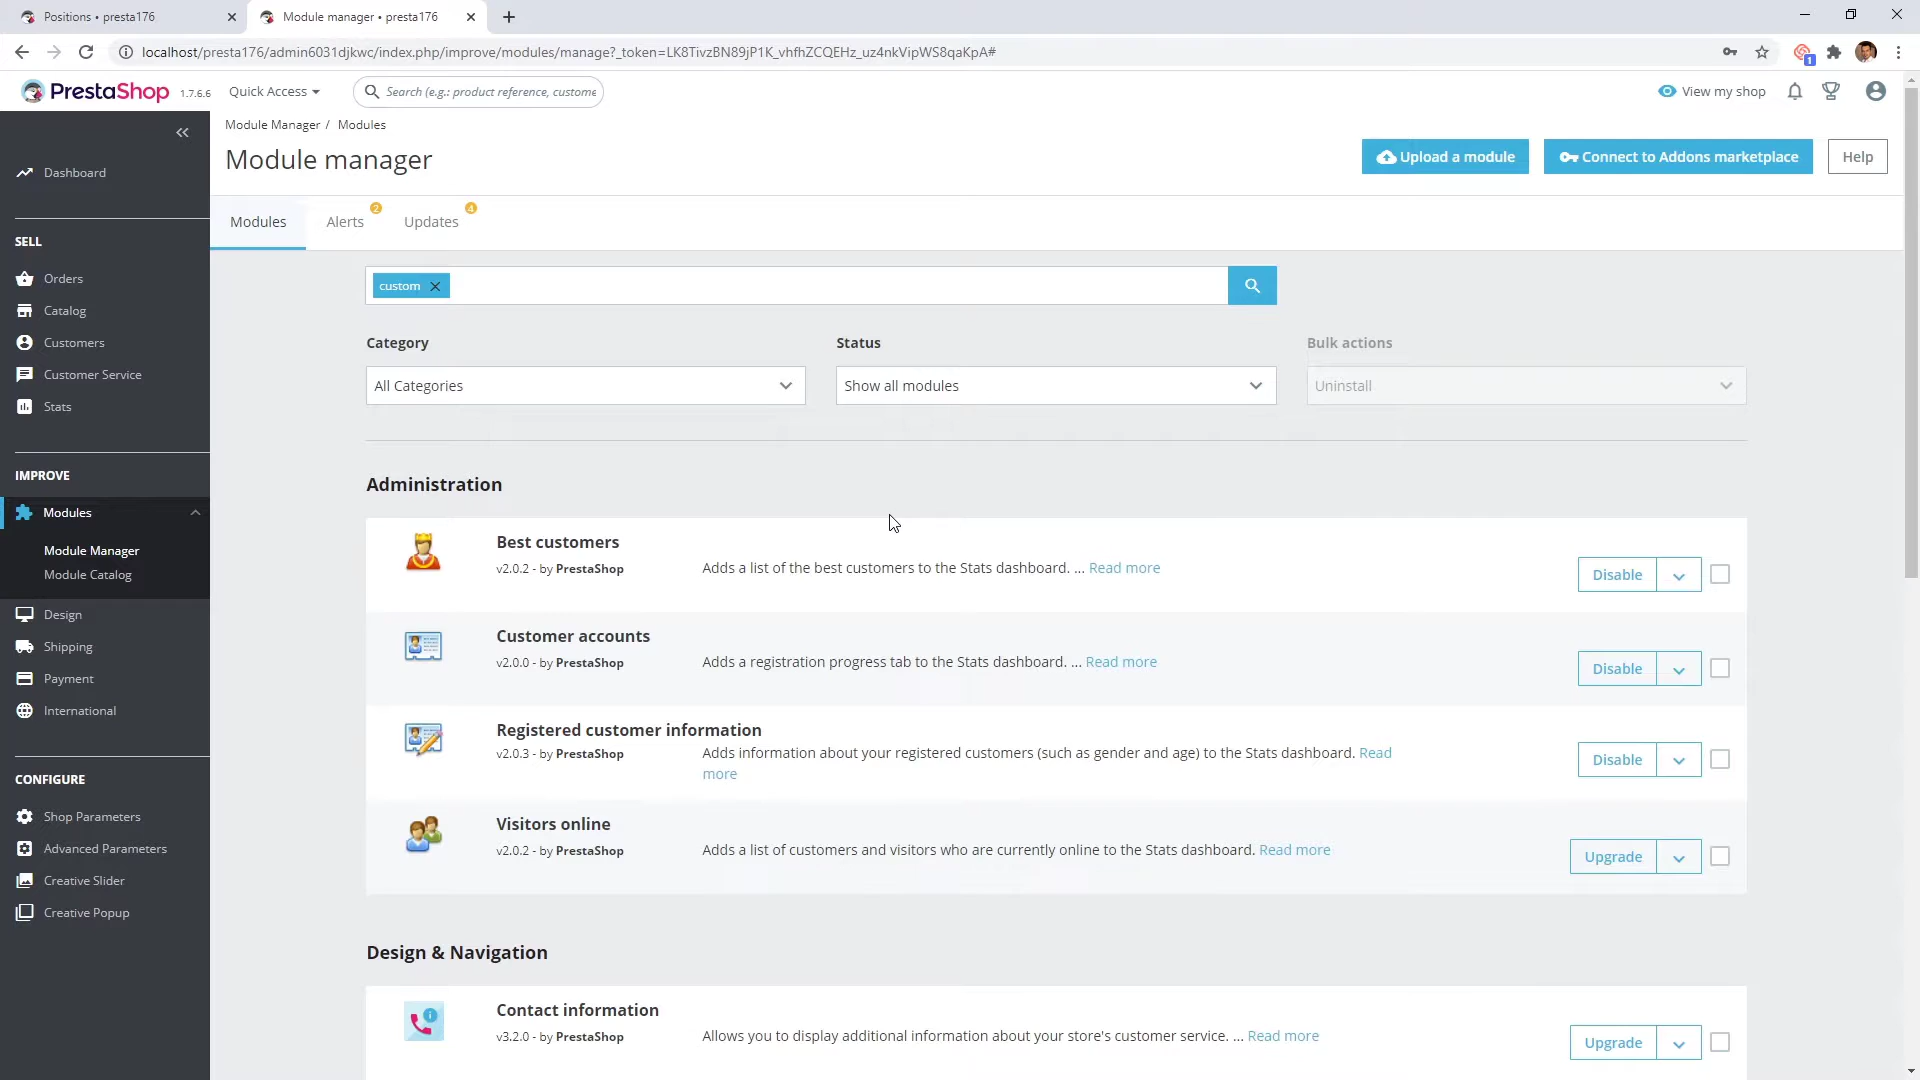 Positions • presta176
Module manager • presta176
localhost/presta176/admin6031djkwc/index.php/improve/modules/manage?_token=LK8TivzBN89jP1K_vhfhZCQEHz_uz4nkVipWS8qaKpA#
1
PrestaShop 1.7.6.6
Quick Access
Search (e.g.: product reference, custome
View my shop
Module Manager / Modules
Module manager
Upload a module
Connect to Addons marketplace
Help
Modules
Alerts 2
Updates 4
Dashboard
SELL
Orders
Catalog
Customers
Customer Service
Stats
IMPROVE
Modules
Module Manager
Module Catalog
Design
Shipping
Payment
International
CONFIGURE
Shop Parameters
Advanced Parameters
Creative Slider
Creative Popup
custom
Category
Status
Bulk actions
All Categories
Show all modules
Uninstall
Administration
Best customers
v2.0.2 - by PrestaShop
Adds a list of the best customers to the Stats dashboard. ... Read more
Disable
Customer accounts
v2.0.0 - by PrestaShop
Adds a registration progress tab to the Stats dashboard. ... Read more
Disable
Registered customer information
v2.0.3 - by PrestaShop
Adds information about your registered customers (such as gender and age) to the Stats dashboard. Read
more
Disable
Visitors online
v2.0.2 - by PrestaShop
Adds a list of customers and visitors who are currently online to the Stats dashboard. Read more
Upgrade
Design & Navigation
Contact information
v3.2.0 - by PrestaShop
Allows you to display additional information about your store's customer service. ... Read more
Upgrade